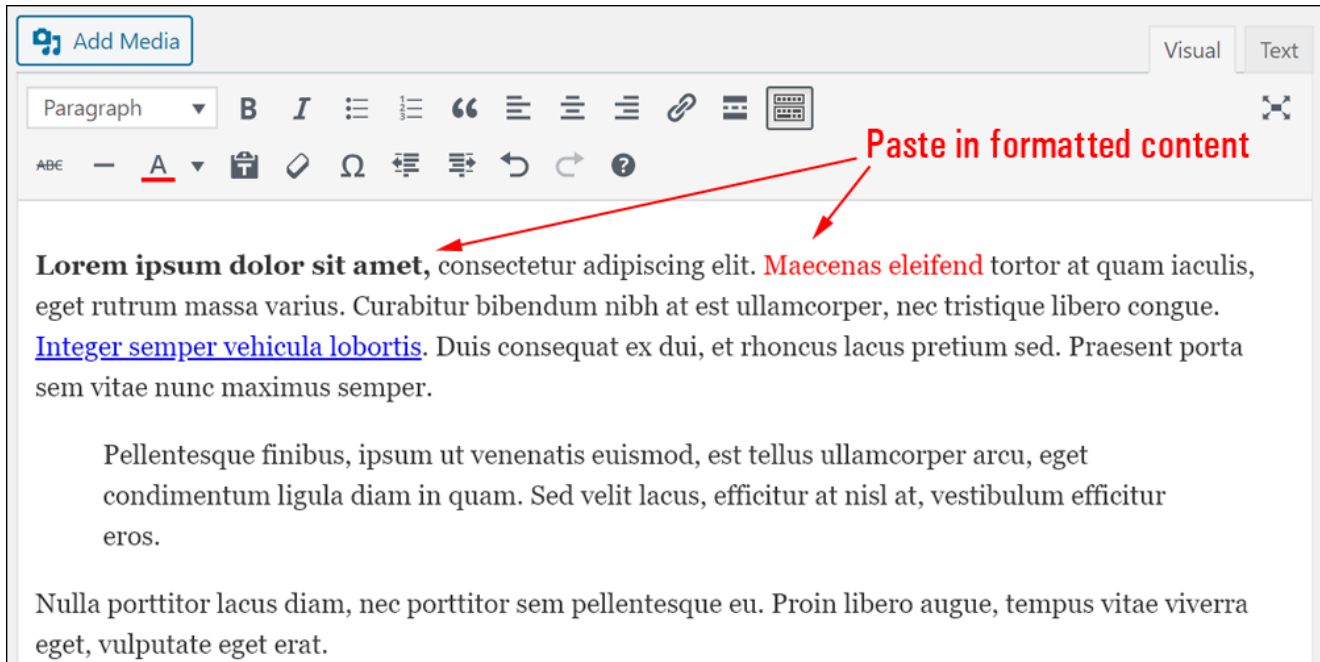 Add Media
Visual Text
Paragraph B I
ABE A T Ω ?
Paste in formatted content
Lorem ipsum dolor sit amet, consectetur adipiscing elit. Maecenas eleifend tortor at quam iaculis,
eget rutrum massa varius. Curabitur bibendum nibh at est ullamcorper, nec tristique libero congue.
Integer semper vehicula lobortis. Duis consequat ex dui, et rhoncus lacus pretium sed. Praesent porta
sem vitae nunc maximus semper.
Pellentesque finibus, ipsum ut venenatis euismod, est tellus ullamcorper arcu, eget
condimentum ligula diam in quam. Sed velit lacus, efficitur at nisl at, vestibulum efficitur
eros.
Nulla porttitor lacus diam, nec porttitor sem pellentesque eu. Proin libero augue, tempus vitae viverra
eget, vulputate eget erat.